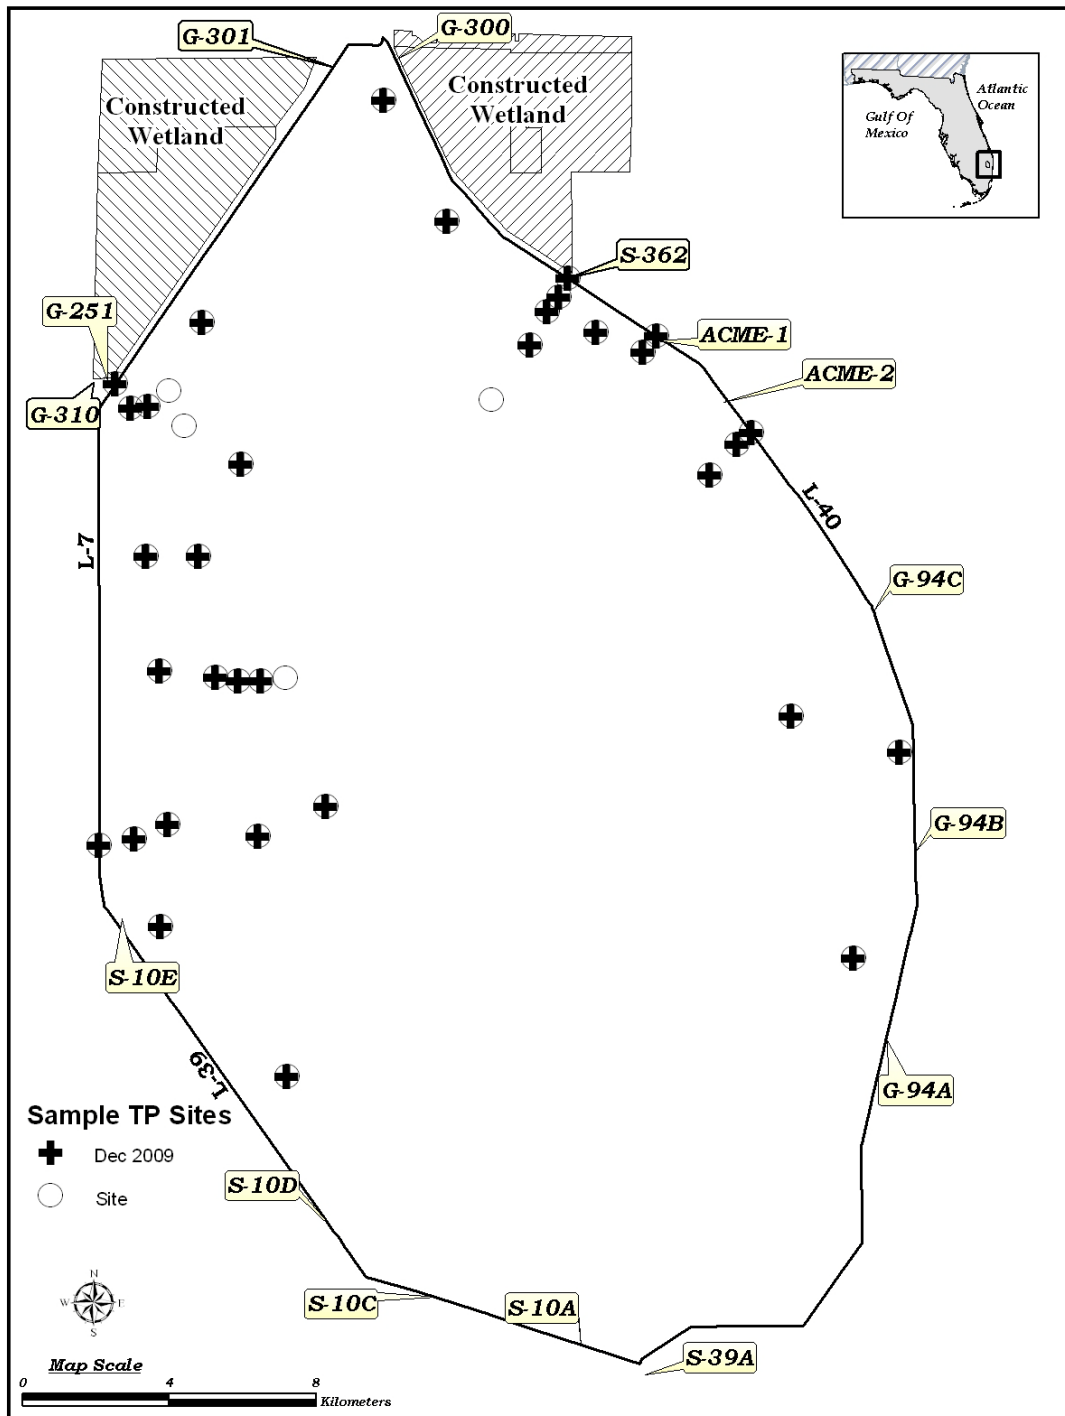 G-301
G-300
Constructed
Wetland
Constructed
Wetland
Atlantic
Ocean
Gulf Of
Mexico
S-362
G-251
ACME-1
ACME-2
G-310
L-40
L-7
G-94C
G-94B
S-10E
L-39
G-94A
Sample TP Sites
Dec 2009
Site
S-10D
N
W
E
S
S-10C
S-10A
S-39A
Map Scale
0 4 8
Kilometers